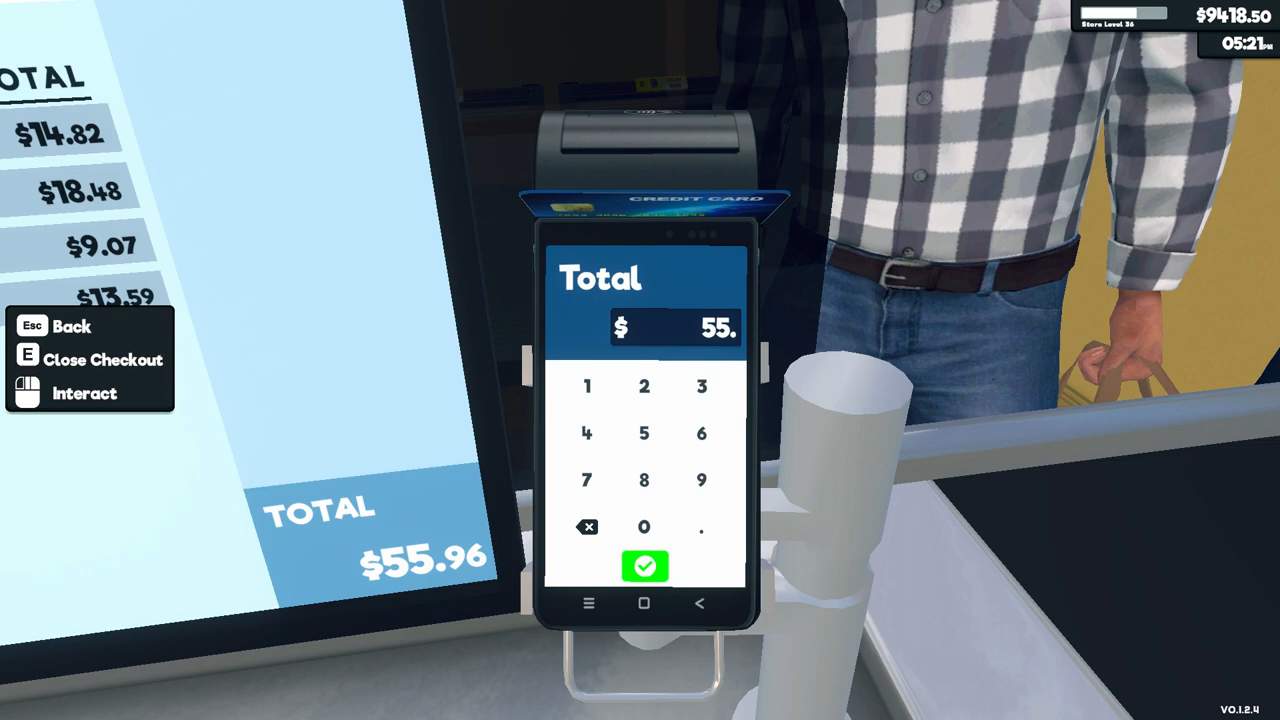 OTAL
$14.82
$18.48
$9.07
$13.59
Esc Back
E Close Checkout
Interact
TOTAL
$55.96
CREDIT CARD
Total
$ 55.
1 2 3
4 5 6
7 8 9
0 .
$9418.50
Store Level 36
05:21PM
V0.1.2.4